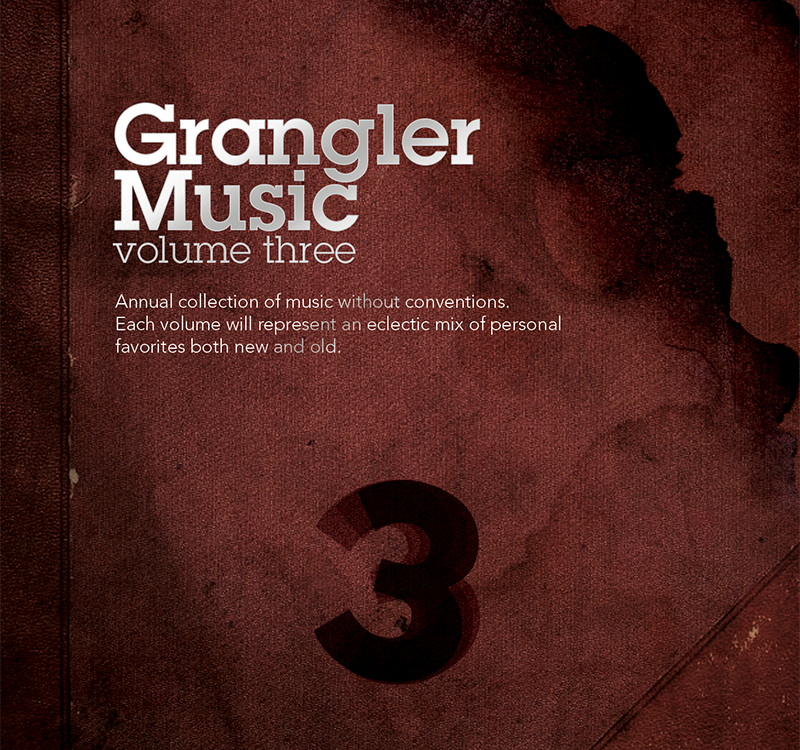 Grangler
Music
volume three
Annual collection of music without conventions.
Each volume will represent an eclectic mix of personal
favorites both new and old.
3